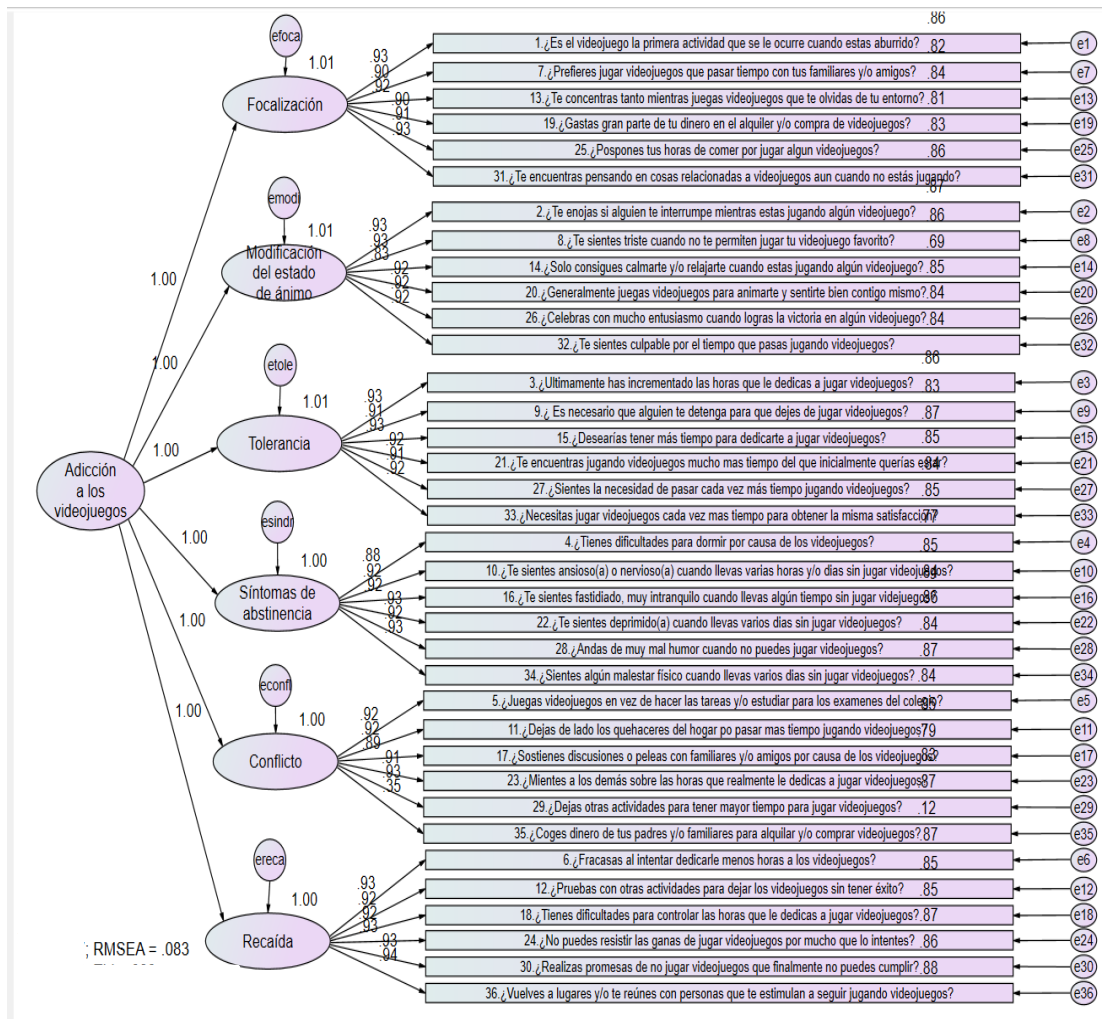 .86
efoca
1.01
.93
.90
.92
.90
.91
.93
Focalización
1.¿Es el videojuego la primera actividad que se le ocurre cuando estas aburrido? .82
e1
7.¿Prefieres jugar videojuegos que pasar tiempo con tus familiares y/o amigos? .84
e7
13.¿Te concentras tanto mientras juegas videojuegos que te olvidas de tu entorno? .81
e13
19.¿Gastas gran parte de tu dinero en el alquiler y/o compra de videojuegos? .83
e19
25.¿Pospones tus horas de comer por jugar algun videojuegos? .86
e25
31.¿Te encuentras pensando en cosas relacionadas a videojuegos aun cuando no estás jugando?
e31
.87
emodi
1.01
.93
.93
.83
.92
.92
.92
Modificación
del estado
de ánimo
2.¿Te enojas si alguien te interrumpe mientras estas jugando algún videojuego? .86
e2
8.¿Te sientes triste cuando no te permiten jugar tu videojuego favorito? .69
e8
14.¿Solo consigues calmarte y/o relajarte cuando estas jugando algún videojuego? .85
e14
20.¿Generalmente juegas videojuegos para animarte y sentirte bien contigo mismo? .84
e20
26.¿Celebras con mucho entusiasmo cuando logras la victoria en algún videojuego? .84
e26
32.¿Te sientes culpable por el tiempo que pasas jugando videojuegos?
e32
.86
1.00
1.00
etole
1.01
.93
.91
.93
.92
.91
.92
Tolerancia
1.00
3.¿Ultimamente has incrementado las horas que le dedicas a jugar videojuegos? .83
e3
9.¿ Es necesario que alguien te detenga para que dejes de jugar videojuegos? .87
e9
15.¿Desearías tener más tiempo para dedicarte a jugar videojuegos? .85
e15
21.¿Te encuentras jugando videojuegos mucho mas tiempo del que inicialmente querías estar? .84
e21
27.¿Sientes la necesidad de pasar cada vez más tiempo jugando videojuegos? .85
e27
33.¿Necesitas jugar videojuegos cada vez mas tiempo para obtener la misma satisfacción? .77
e33
Adicción
a los
videojuegos
esindr
1.00
1.00
.88
.92
.92
.93
.92
.93
Síntomas de
abstinencia
4.¿Tienes dificultades para dormir por causa de los videojuegos? .85
e4
10.¿Te sientes ansioso(a) o nervioso(a) cuando llevas varias horas y/o dias sin jugar videojuegos?
e10
16.¿Te sientes fastidiado, muy intranquilo cuando llevas algún tiempo sin jugar videjuegos? .86
e16
22.¿Te sientes deprimido(a) cuando llevas varios dias sin jugar videojuegos? .84
e22
28.¿Andas de muy mal humor cuando no puedes jugar videojuegos? .87
e28
34.¿Sientes algún malestar físico cuando llevas varios dias sin jugar videojuegos? .84
e34
econfl
1.00
1.00
1.00
.92
.92
.89
.91
.93
.35
Conflicto
5.¿Juegas videojuegos en vez de hacer las tareas y/o estudiar para los examenes del colegio? .85
e5
11.¿Dejas de lado los quehaceres del hogar po pasar mas tiempo jugando videojuegos? .79
e11
17.¿Sostienes discusiones o peleas con familiares y/o amigos por causa de los videojuegos? .83
e17
23.¿Mientes a los demás sobre las horas que realmente le dedicas a jugar videojuegos? .87
e23
29.¿Dejas otras actividades para tener mayor tiempo para jugar videojuegos? .12
e29
35.¿Coges dinero de tus padres y/o familiares para alquilar y/o comprar videojuegos? .87
e35
ereca
1.00
.93
.92
.92
.93
.93
.94
Recaída
6.¿Fracasas al intentar dedicarle menos horas a los videojuegos? .85
e6
12.¿Pruebas con otras actividades para dejar los videojuegos sin tener éxito? .85
e12
18.¿Tienes dificultades para controlar las horas que le dedicas a jugar videojuegos? .87
e18
24.¿No puedes resistir las ganas de jugar videojuegos por mucho que lo intentes? .86
e24
30.¿Realizas promesas de no jugar videojuegos que finalmente no puedes cumplir? .88
e30
36.¿Vuelves a lugares y/o te reúnes con personas que te estimulan a seguir jugando videojuegos?
e36
; RMSEA = .083